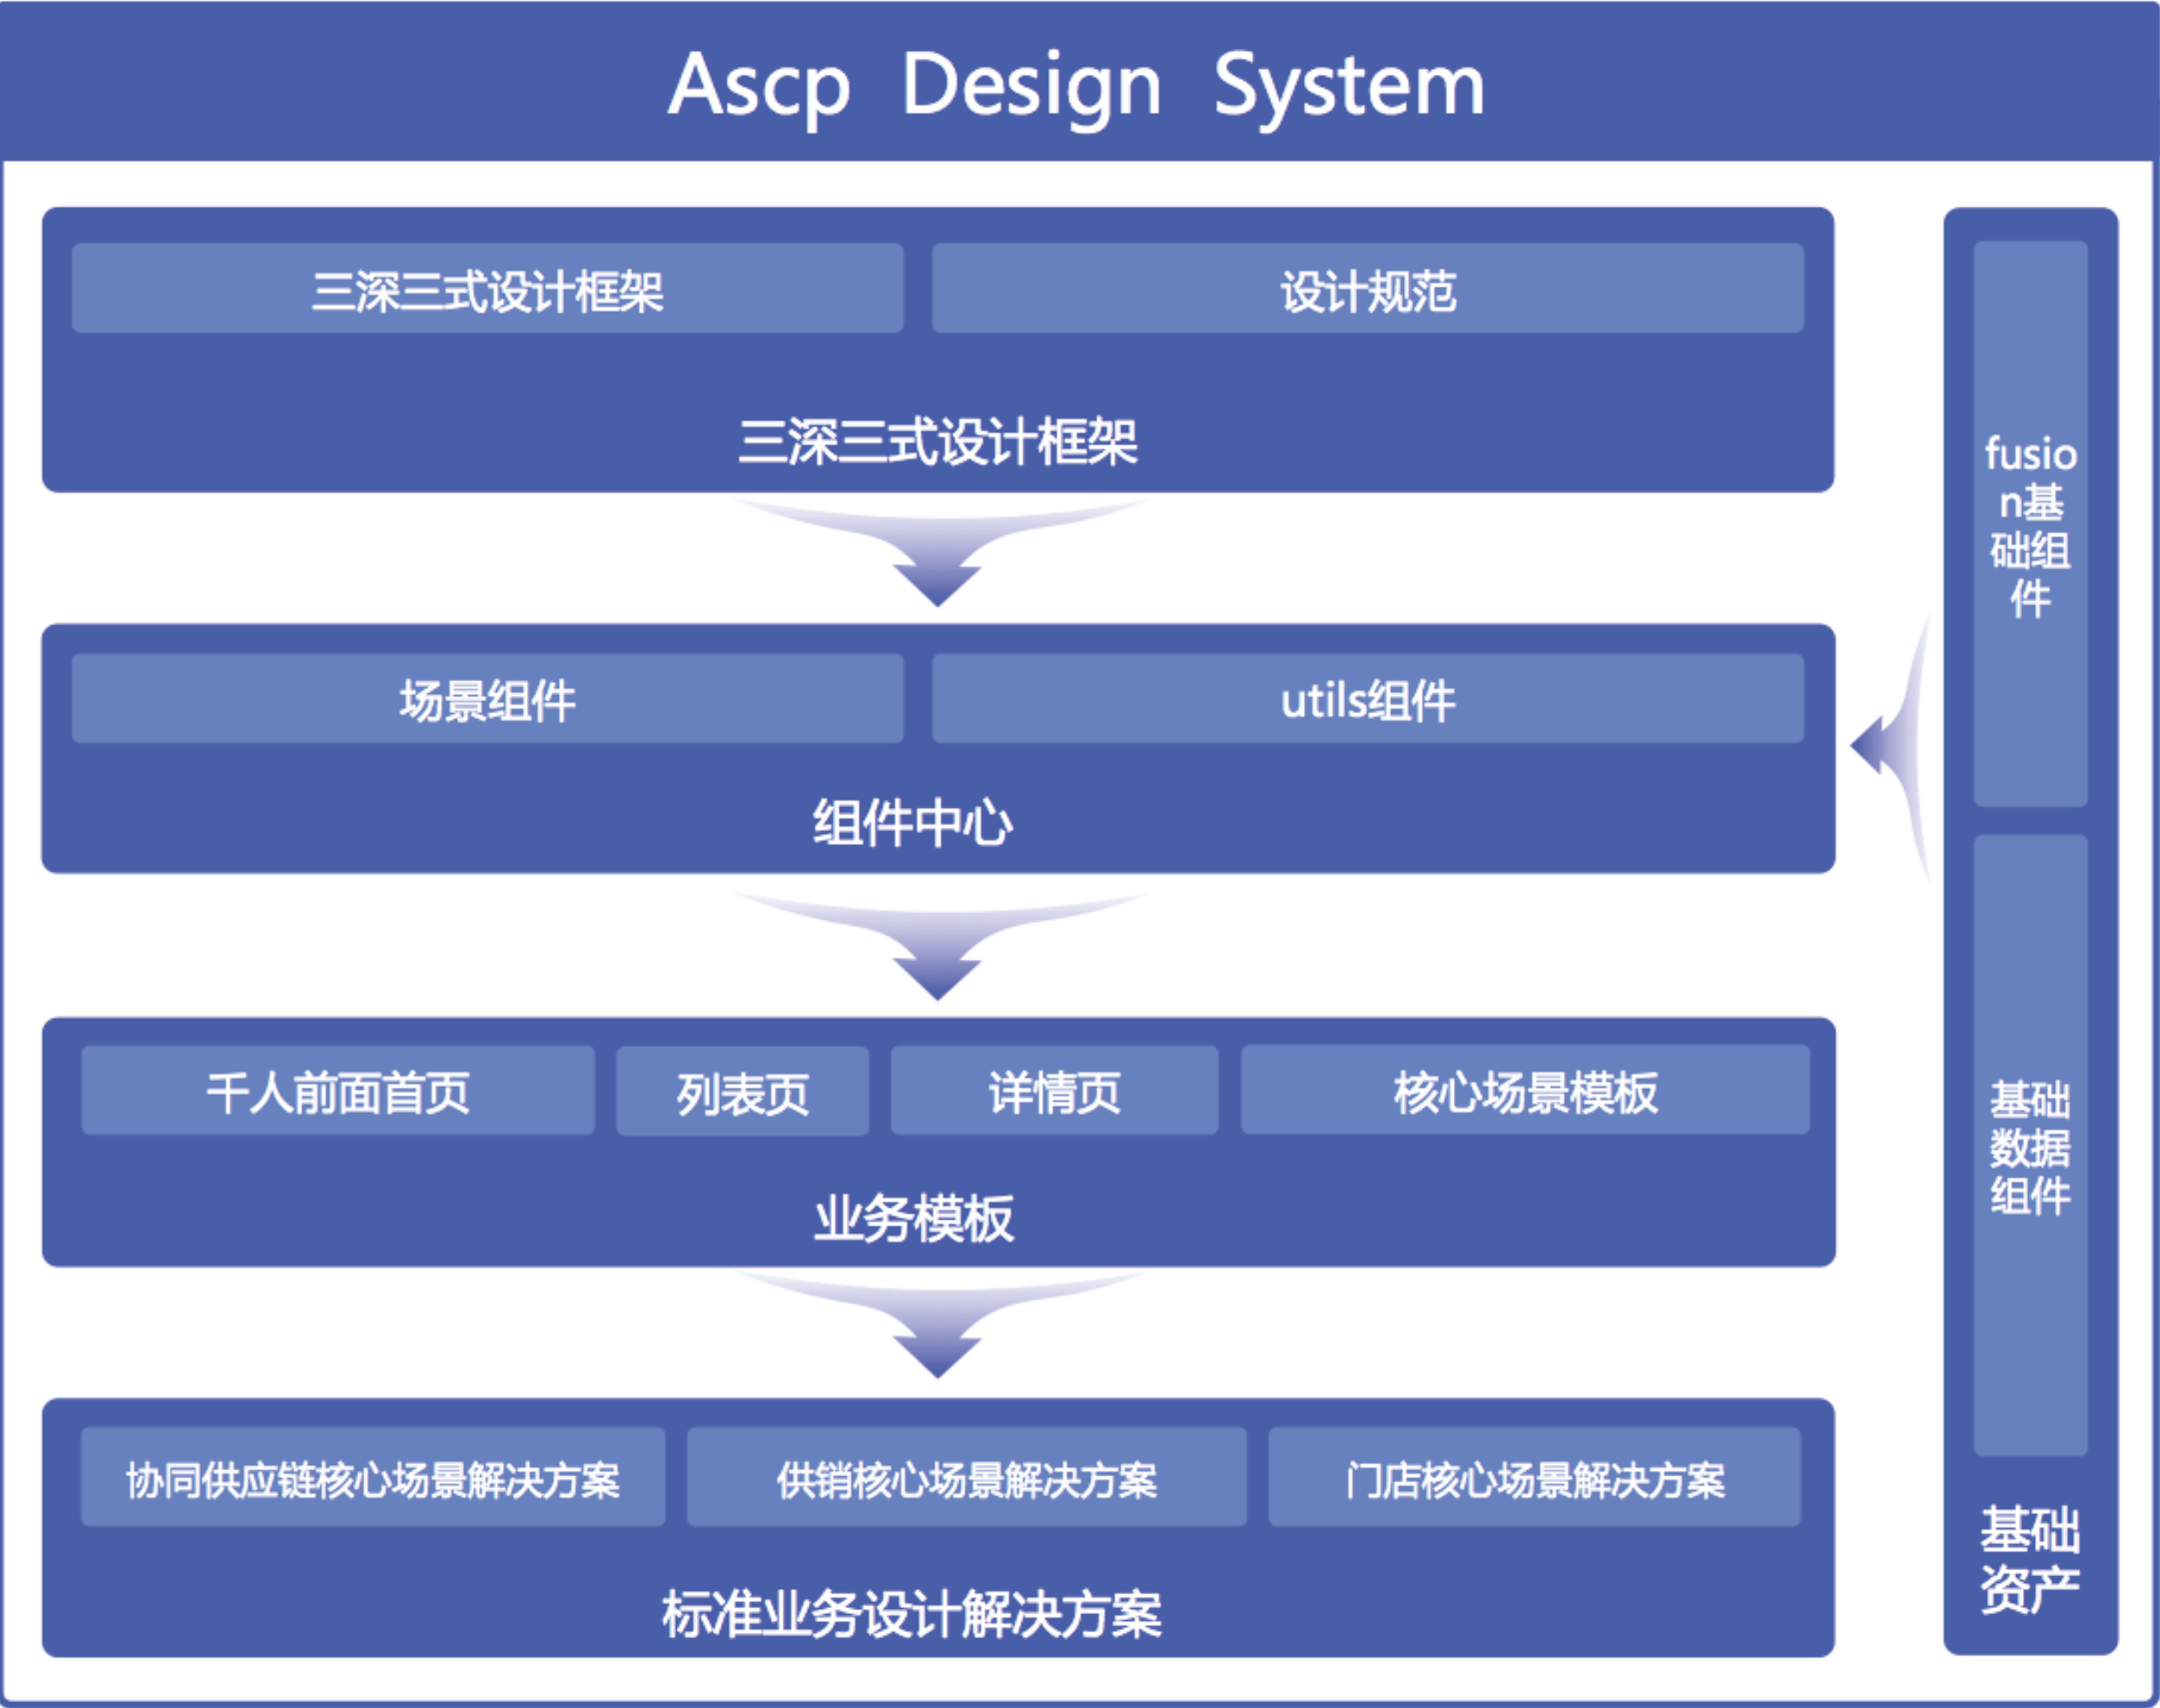 Ascp Design System
三深三式设计框架
设计规范
三深三式设计框架
场景组件
utils组件
组件中心
千人前面首页
列表页
详情页
核心场景模板
业务模板
协同供应链核心场景解决方案
供销核心场景解决方案
门店核心场景解决方案
标准业务设计解决方案
fusio
n基
础组
件
基础
数据
组件
基础
资产